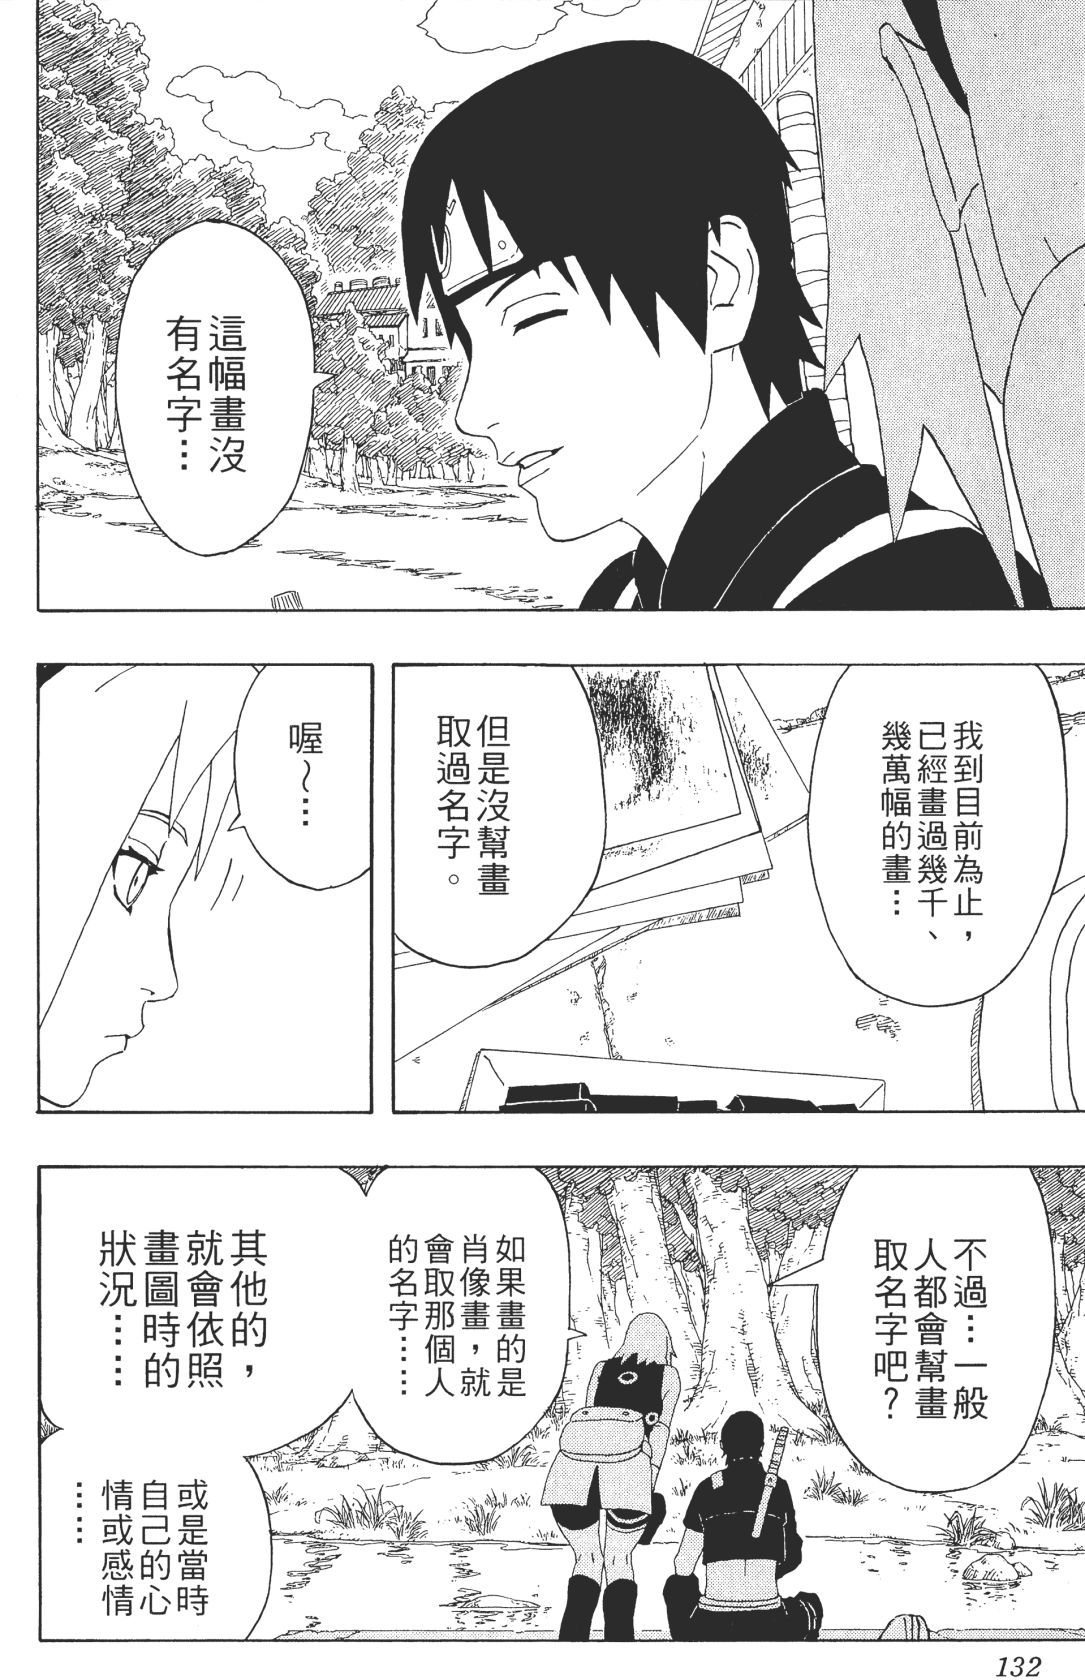 這幅畫沒
有名字…
我到目前為止，
已經畫過幾千、
幾萬幅的畫…
但是沒幫畫
取過名字。
喔～…
不過…一般
人都會幫畫
取名字吧？
如果畫的是
肖像畫，就
會取那個人
的名字……
其他的，
就會依照
畫圖時的
狀況……
或是當時
自己的心
情或感情
……
132